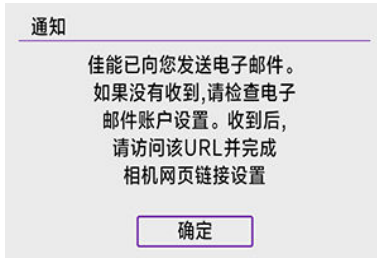 通知
佳能已向您发送电子邮件。
如果没有收到,请检查电子
邮件账户设置。收到后,
请访问该URL并完成
相机网页链接设置
确定